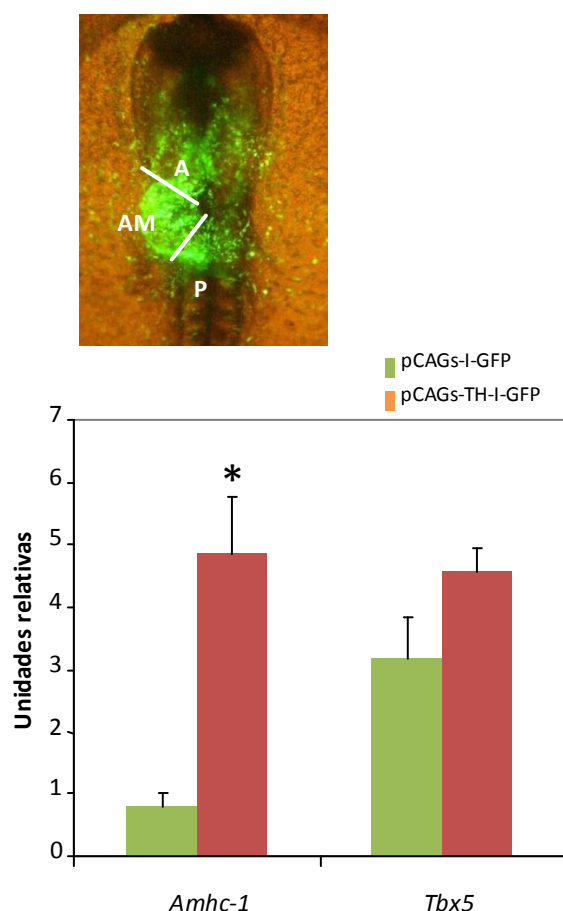 A
AM
P
pCAGs-I-GFP
pCAGs-TH-I-GFP
7
6
5
4
3
2
1
0
Unidades relativas
*
Amhc-1 Tbx5